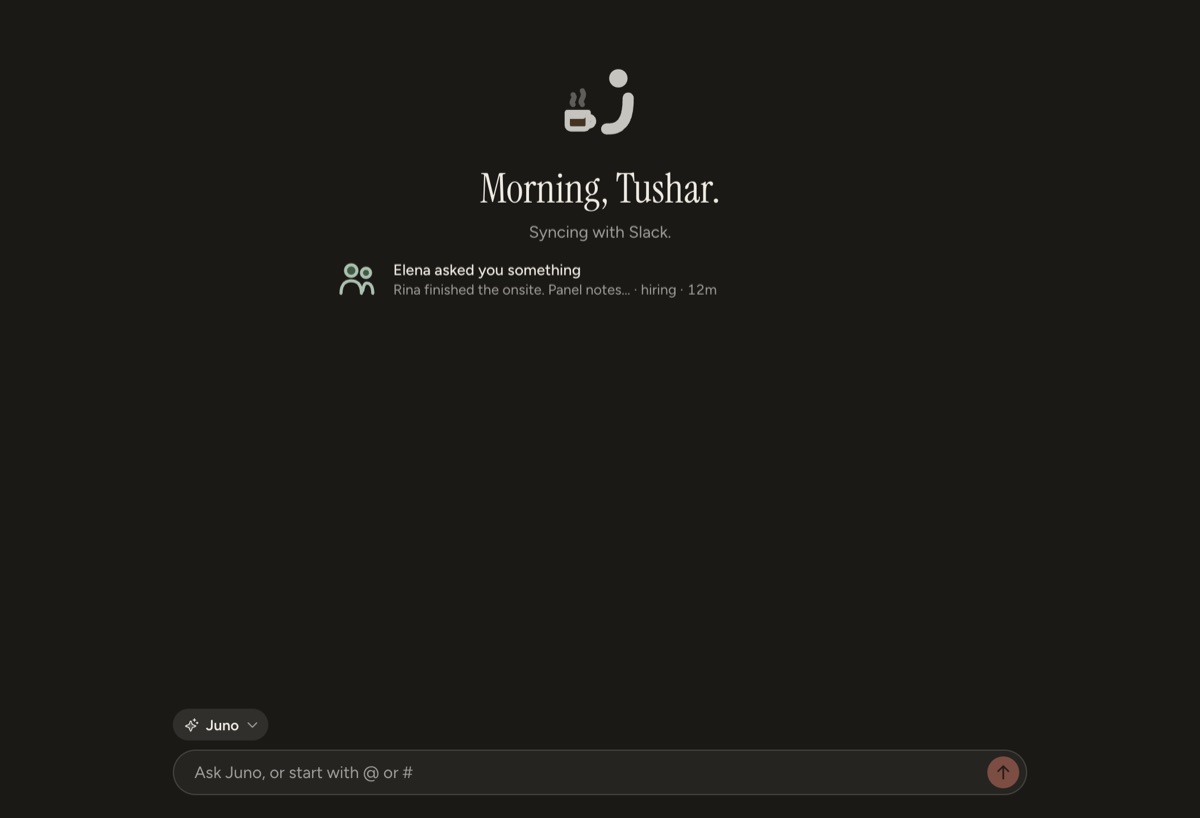 Morning, Tushar.
Syncing with Slack.
Elena asked you something
Rina finished the onsite. Panel notes... · hiring · 12m
Juno
Ask Juno, or start with @ or #